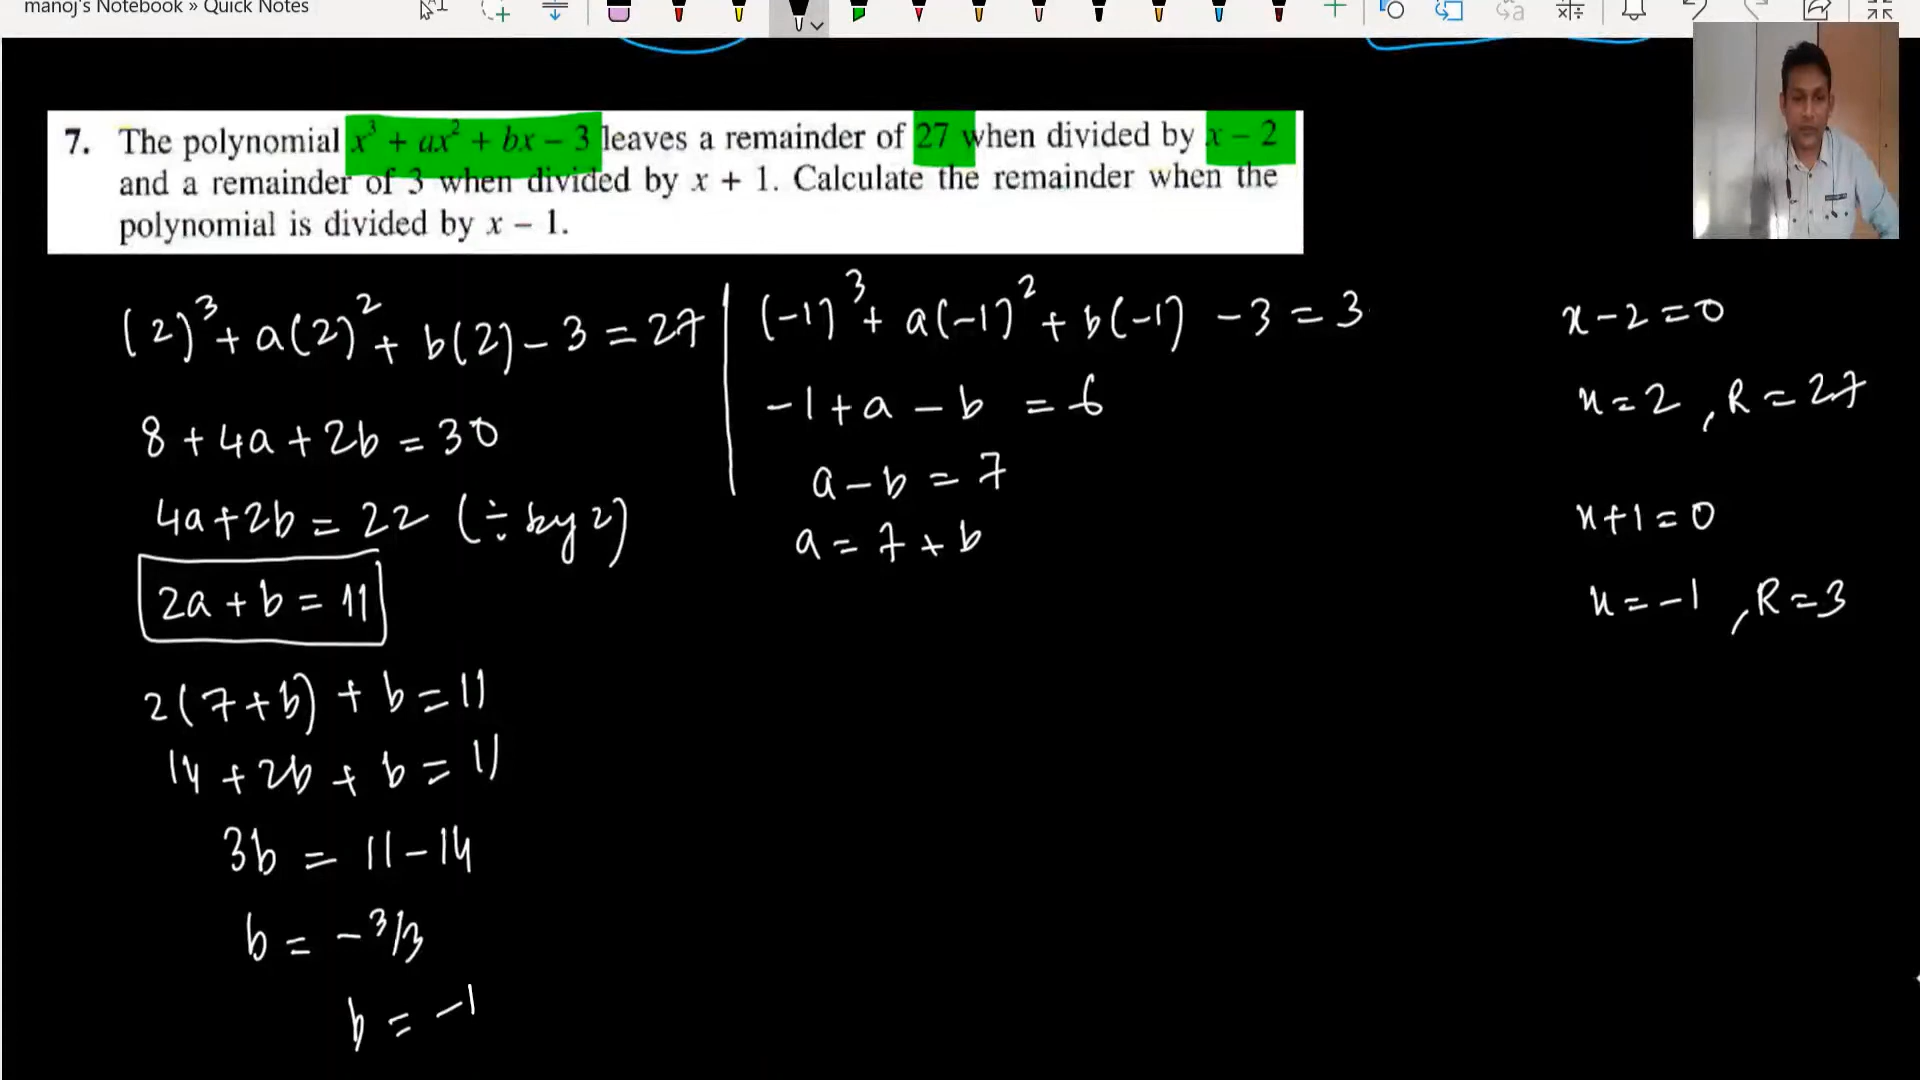 manoj's Notebook » Quick Notes
7. The polynomial x³ + ax² + bx – 3 leaves a remainder of 27 when divided by x – 2
and a remainder of 3 when divided by x + 1. Calculate the remainder when the
polynomial is divided by x – 1.
(2)³ + a(2)² + b(2) – 3 = 27
8 + 4a + 2b = 30
4a + 2b = 22 (÷ by 2)
2a + b = 11
2(7+b) + b = 11
14 + 2b + b = 11
3b = 11 – 14
b = –3/3
b = –1
(–1)³ + a(–1)² + b(–1) – 3 = 3
–1 + a – b = 6
a – b = 7
a = 7 + b
x – 2 = 0
x = 2 , R = 27
x + 1 = 0
x = –1 , R = 3